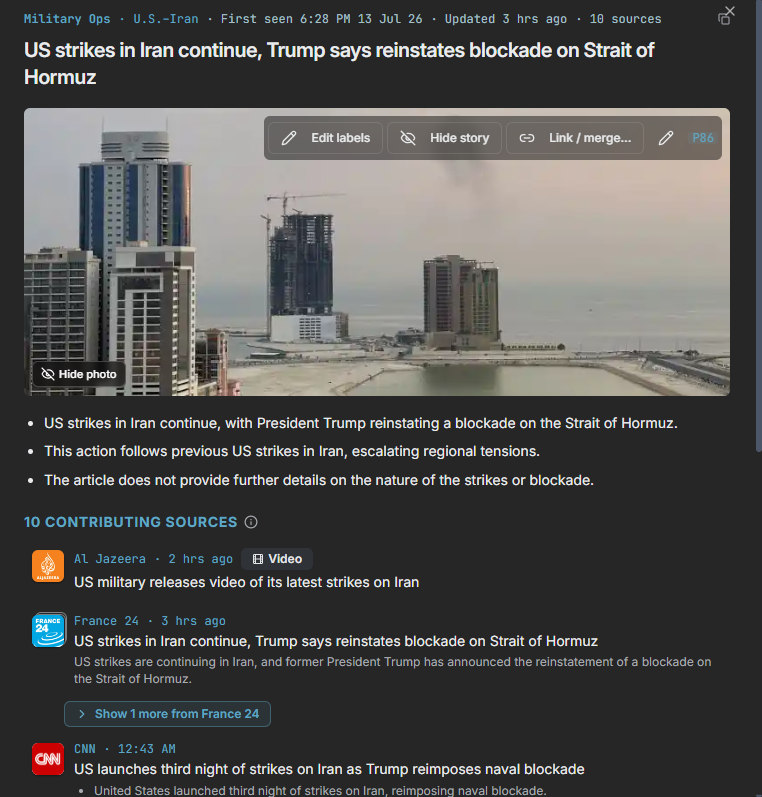 Military Ops · U.S.-Iran · First seen 6:28 PM 13 Jul 26 · Updated 3 hrs ago · 10 sources
US strikes in Iran continue, Trump says reinstates blockade on Strait of
Hormuz
Edit labels
Hide story
Link / merge...
P86
Hide photo
• US strikes in Iran continue, with President Trump reinstating a blockade on the Strait of Hormuz.
• This action follows previous US strikes in Iran, escalating regional tensions.
• The article does not provide further details on the nature of the strikes or blockade.
10 CONTRIBUTING SOURCES
ALJAZEERA
Al Jazeera · 2 hrs ago Video
US military releases video of its latest strikes on Iran
FRANCE
24
France 24 · 3 hrs ago
US strikes in Iran continue, Trump says reinstates blockade on Strait of Hormuz
US strikes are continuing in Iran, and former President Trump has announced the reinstatement of a blockade on
the Strait of Hormuz.
Show 1 more from France 24
CNN
CNN · 12:43 AM
US launches third night of strikes on Iran as Trump reimposes naval blockade
• United States launched third night of strikes on Iran, reimposing naval blockade.